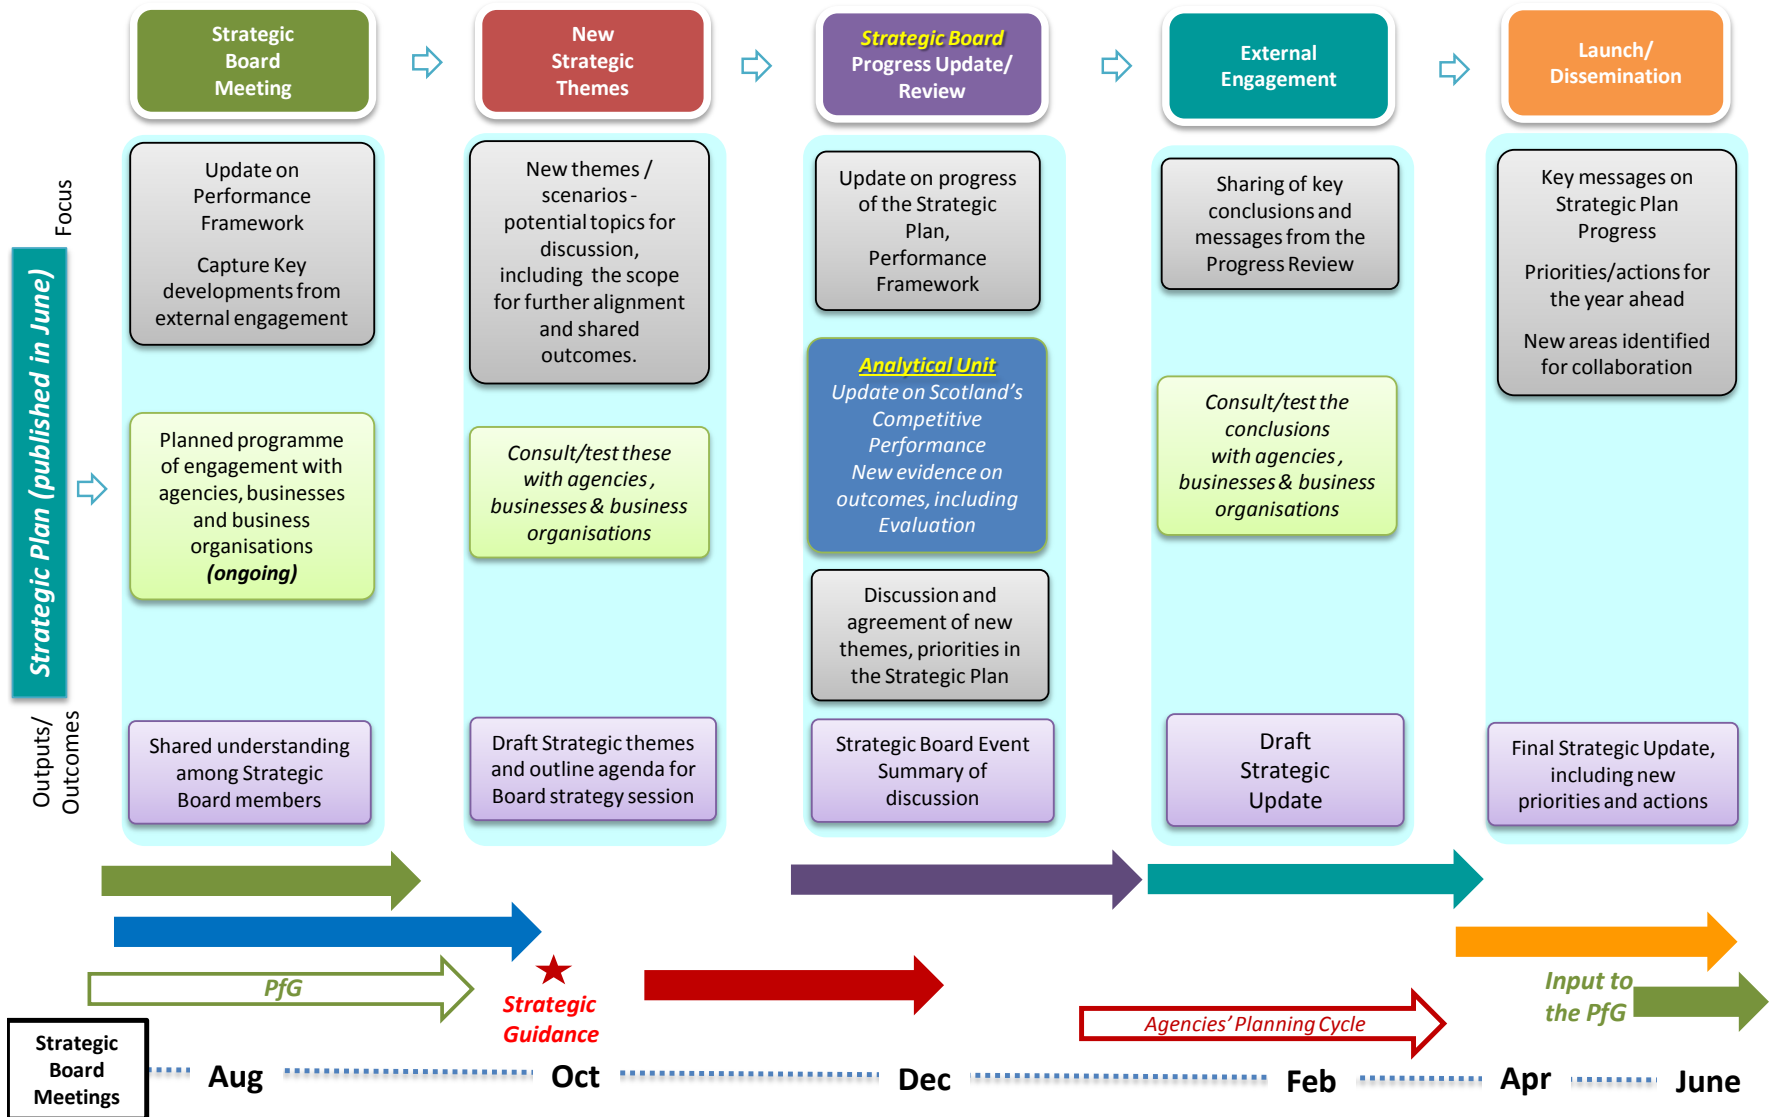 Strategic
Board
Meeting
New
Strategic
Themes
Strategic Board
Progress Update/
Review
External
Engagement
Launch/
Dissemination
Focus
Strategic Plan (published in June)
Outputs/
Outcomes
Update on
Performance
Framework
Capture Key
developments from
external engagement
Planned programme
of engagement with
agencies, businesses
and business
organisations
(ongoing)
Shared understanding
among Strategic
Board members
New themes /
scenarios -
potential topics for
discussion,
including the scope
for further alignment
and shared
outcomes.
Consult/test these
with agencies ,
businesses & business
organisations
Draft Strategic themes
and outline agenda for
Board strategy session
Update on progress
of the Strategic
Plan,
Performance
Framework
Analytical Unit
Update on Scotland's
Competitive
Performance
New evidence on
outcomes, including
Evaluation
Discussion and
agreement of new
themes, priorities in
the Strategic Plan
Strategic Board Event
Summary of
discussion
Sharing of key
conclusions and
messages from the
Progress Review
Consult/test the
conclusions
with agencies ,
businesses & business
organisations
Draft
Strategic
Update
Key messages on
Strategic Plan
Progress
Priorities/actions for
the year ahead
New areas identified
for collaboration
Final Strategic Update,
including new
priorities and actions
PfG
Strategic
Guidance
Agencies' Planning Cycle
Input to
the PfG
Strategic
Board
Meetings
Aug
Oct
Dec
Feb
Apr
June